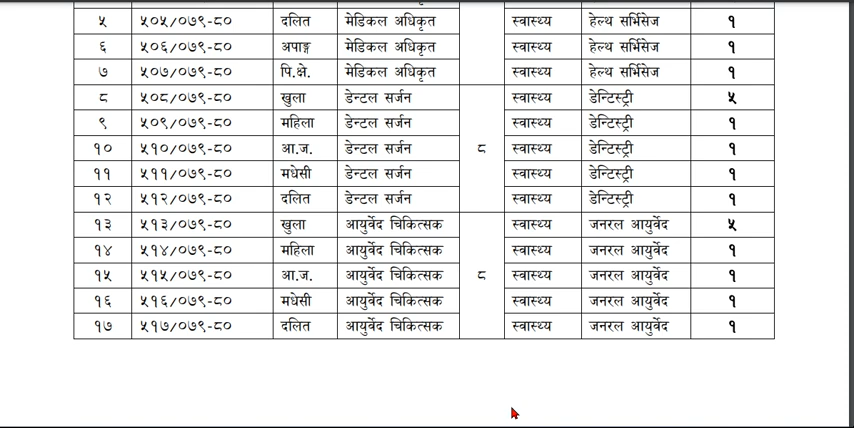 ५ ५०५/०७९-८० दलित मेडिकल अधिकृत स्वास्थ्य हेल्थ सर्भिसेज १
६ ५०६/०७९-८० अपाङ्ग मेडिकल अधिकृत स्वास्थ्य हेल्थ सर्भिसेज १
७ ५०७/०७९-८० पि.क्षे. मेडिकल अधिकृत स्वास्थ्य हेल्थ सर्भिसेज १
८ ५०८/०७९-८० खुला डेन्टल सर्जन स्वास्थ्य डेन्टिस्ट्री ५
९ ५०९/०७९-८० महिला डेन्टल सर्जन स्वास्थ्य डेन्टिस्ट्री १
१० ५१०/०७९-८० आ.ज. डेन्टल सर्जन ८ स्वास्थ्य डेन्टिस्ट्री १
११ ५११/०७९-८० मधेसी डेन्टल सर्जन स्वास्थ्य डेन्टिस्ट्री १
१२ ५१२/०७९-८० दलित डेन्टल सर्जन स्वास्थ्य डेन्टिस्ट्री १
१३ ५१३/०७९-८० खुला आयुर्वेद चिकित्सक स्वास्थ्य जनरल आयुर्वेद ५
१४ ५१४/०७९-८० महिला आयुर्वेद चिकित्सक स्वास्थ्य जनरल आयुर्वेद १
१५ ५१५/०७९-८० आ.ज. आयुर्वेद चिकित्सक ८ स्वास्थ्य जनरल आयुर्वेद १
१६ ५१६/०७९-८० मधेसी आयुर्वेद चिकित्सक स्वास्थ्य जनरल आयुर्वेद १
१७ ५१७/०७९-८० दलित आयुर्वेद चिकित्सक स्वास्थ्य जनरल आयुर्वेद १